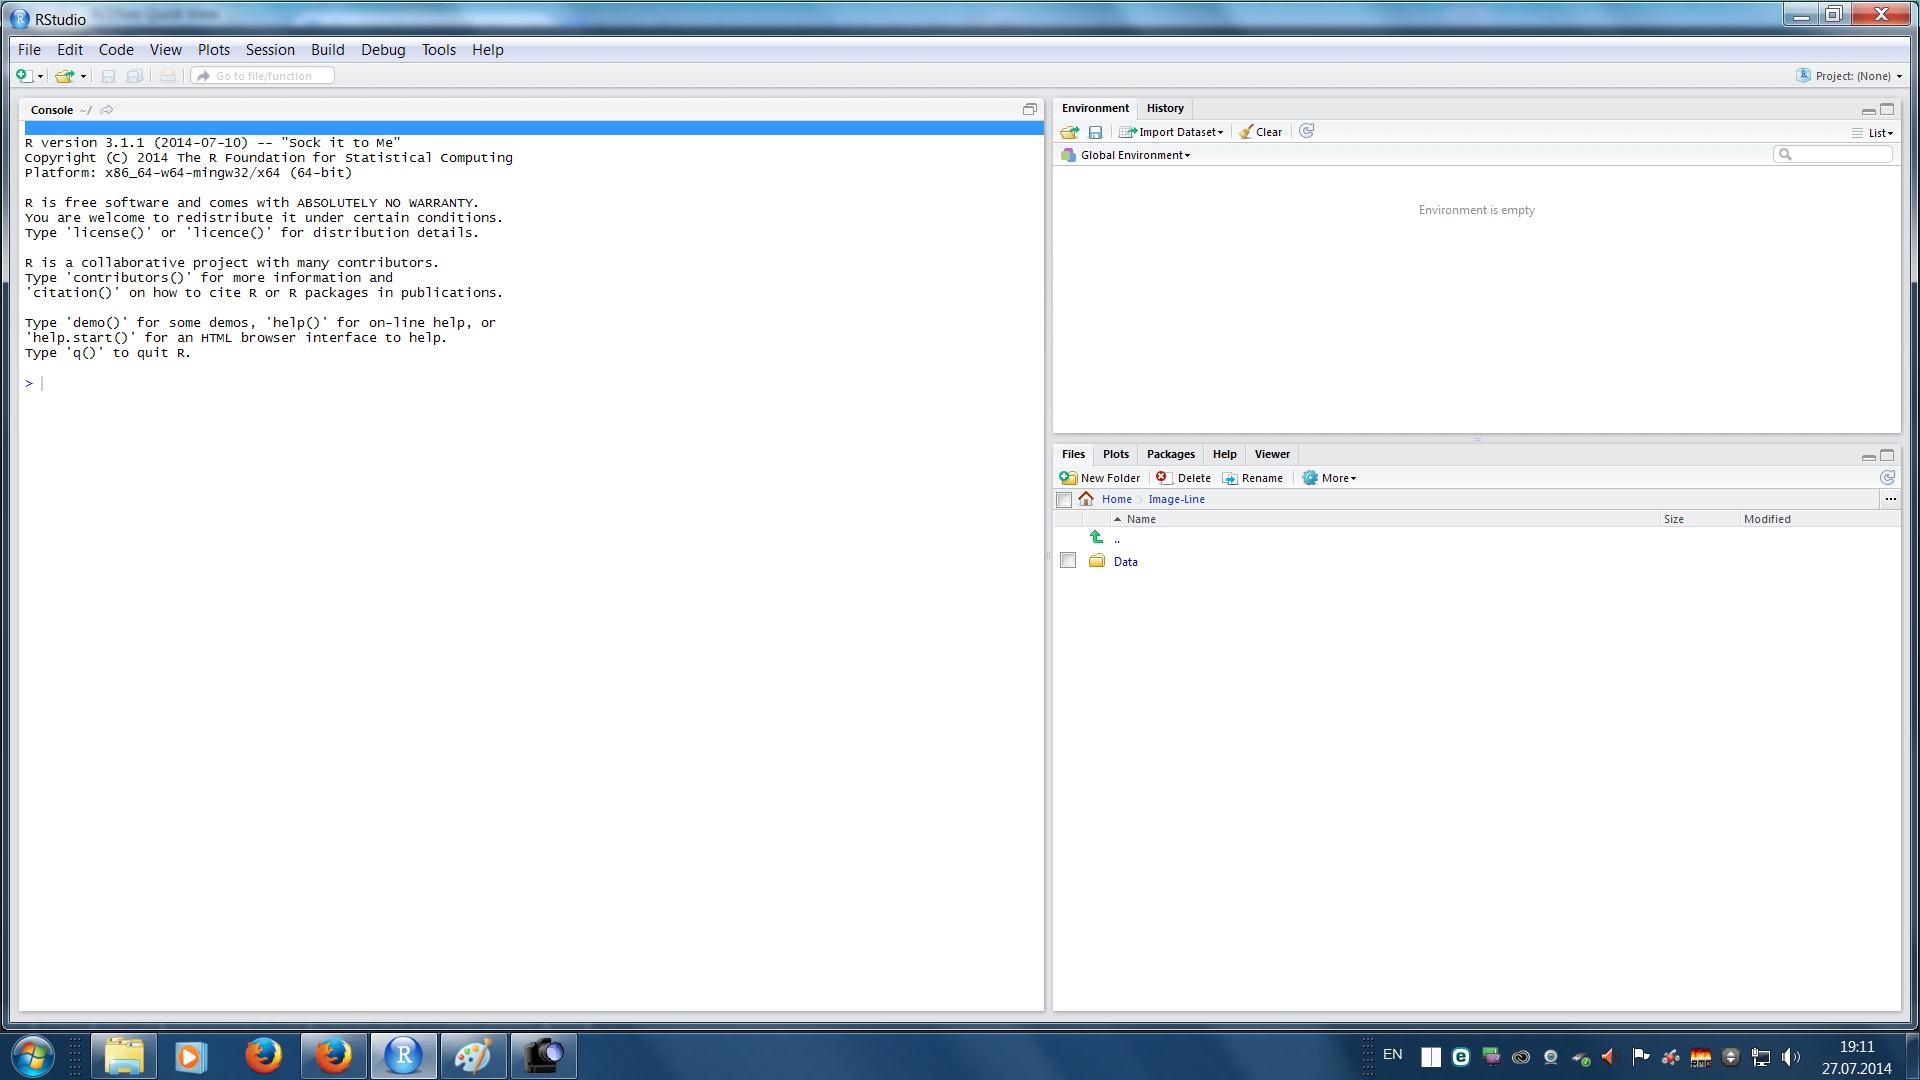 RStudio
File Edit Code View Plots Session Build Debug Tools Help
Go to file/function
Project: (None)
Console ~/
R version 3.1.1 (2014-07-10) -- "Sock it to Me"
Copyright (C) 2014 The R Foundation for Statistical Computing
Platform: x86_64-w64-mingw32/x64 (64-bit)
R is free software and comes with ABSOLUTELY NO WARRANTY.
You are welcome to redistribute it under certain conditions.
Type 'license()' or 'licence()' for distribution details.
R is a collaborative project with many contributors.
Type 'contributors()' for more information and
'citation()' on how to cite R or R packages in publications.
Type 'demo()' for some demos, 'help()' for on-line help, or
'help.start()' for an HTML browser interface to help.
Type 'q()' to quit R.
>
Environment History
Import Dataset Clear List
Global Environment
Environment is empty
Files Plots Packages Help Viewer
New Folder Delete Rename More
Home Image-Line ...
Name Size Modified
..
Data
EN
19:11
27.07.2014